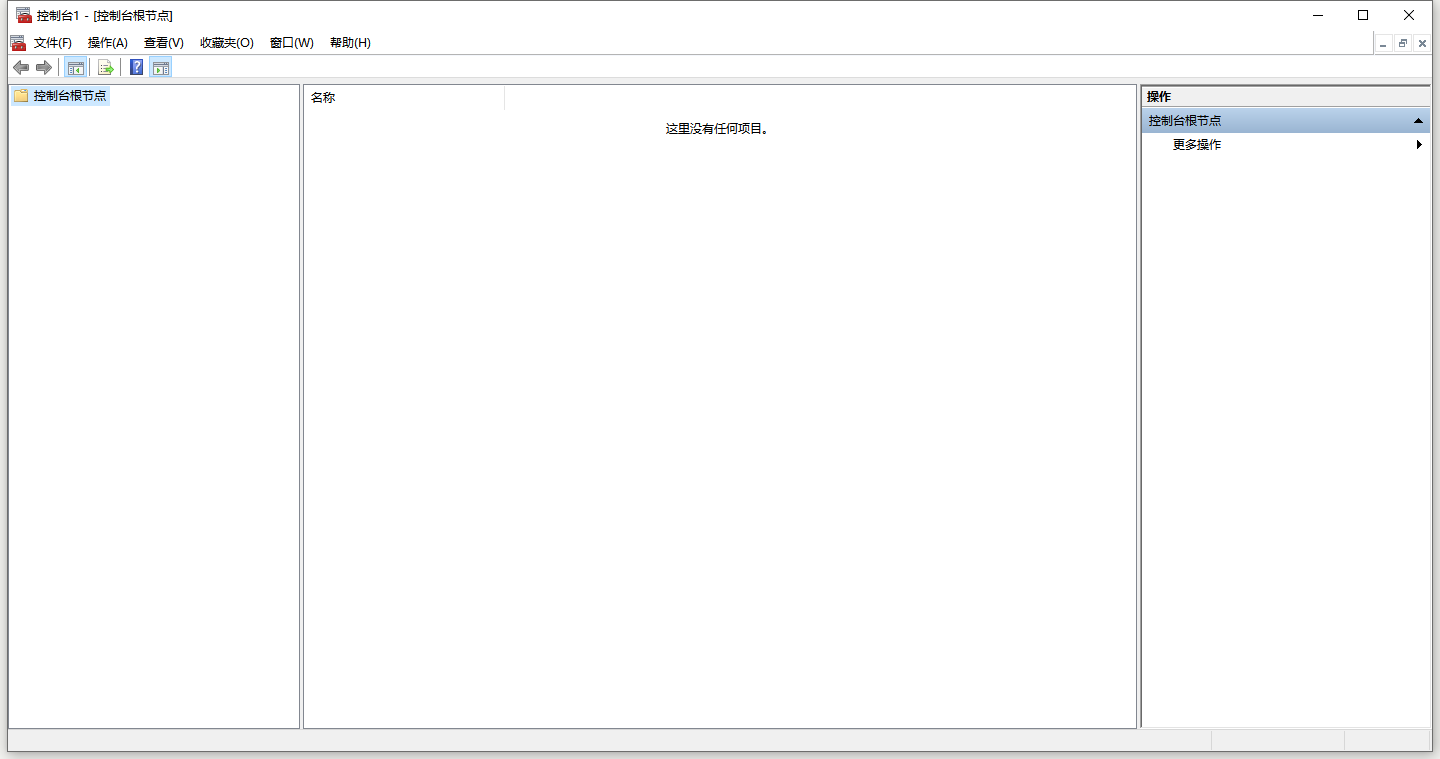 控制台1 - [控制台根节点]
文件(F) 操作(A) 查看(V) 收藏夹(O) 窗口(W) 帮助(H)
控制台根节点
名称
这里没有任何项目。
操作
控制台根节点
更多操作